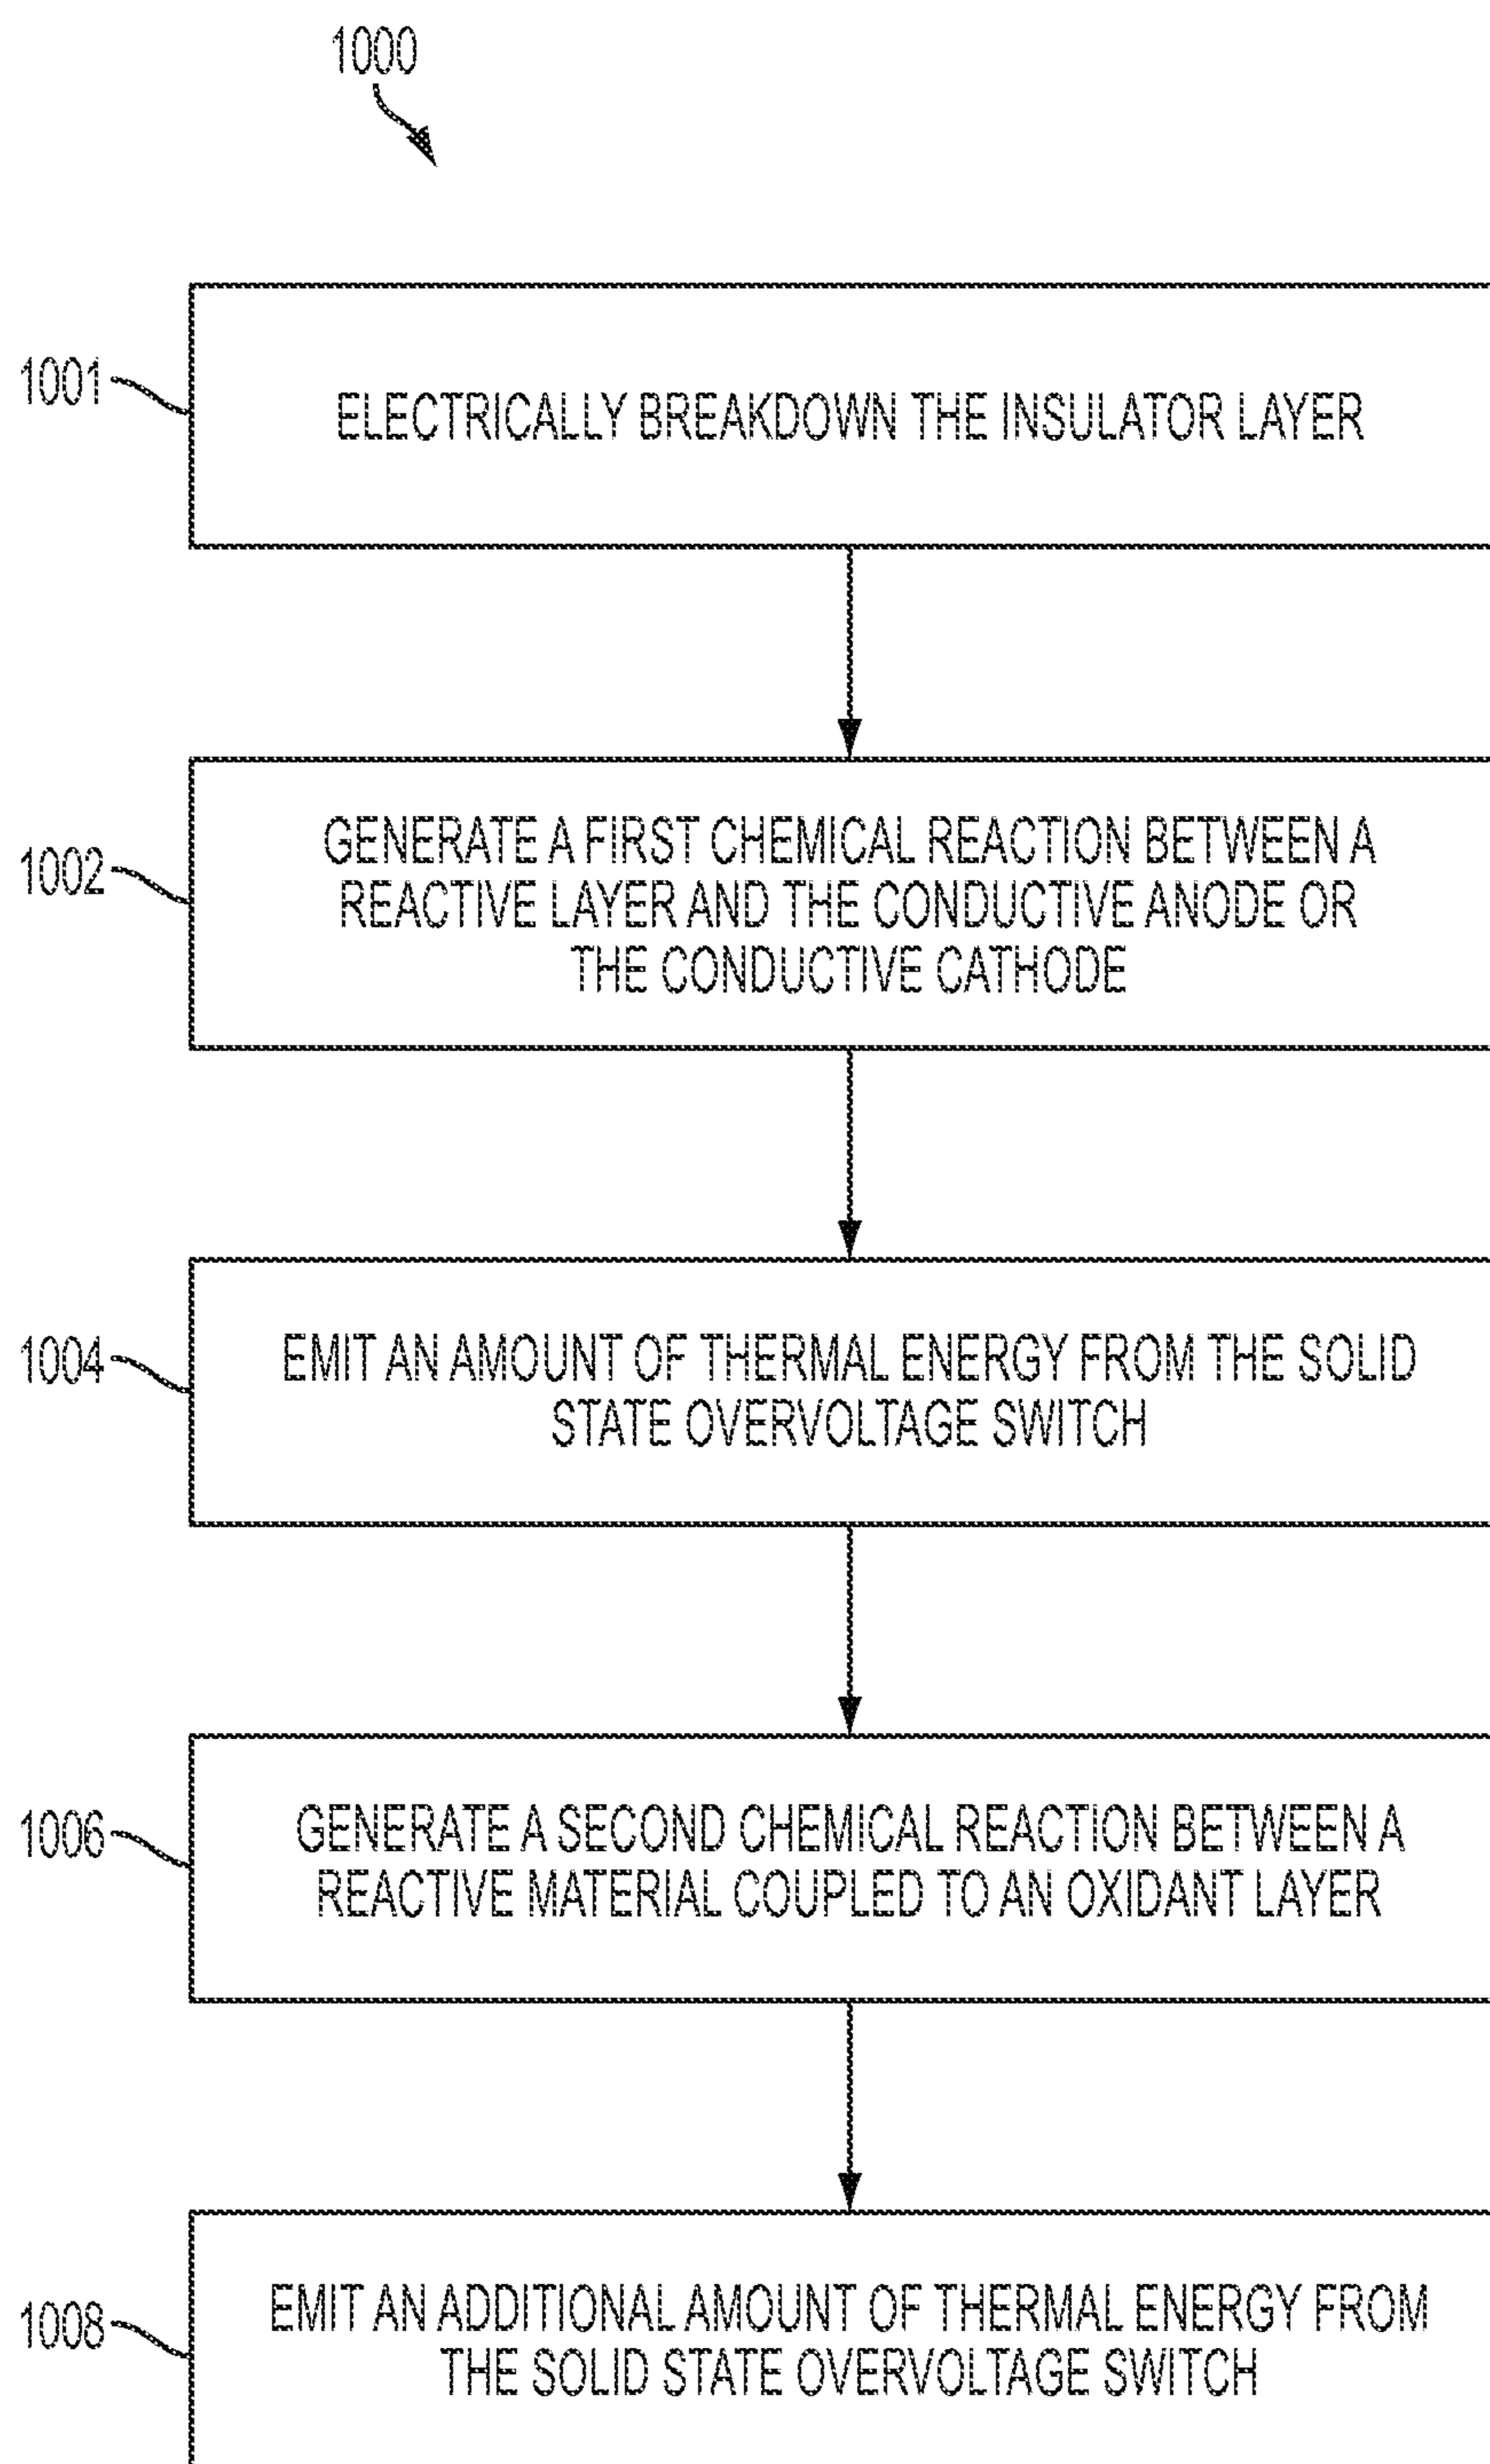 1000
1001
ELECTRICALLY BREAKDOWN THE INSULATOR LAYER
1002
GENERATE A FIRST CHEMICAL REACTION BETWEEN A
REACTIVE LAYER AND THE CONDUCTIVE ANODE OR
THE CONDUCTIVE CATHODE
1004
EMIT AN AMOUNT OF THERMAL ENERGY FROM THE SOLID
STATE OVERVOLTAGE SWITCH
1006
GENERATE A SECOND CHEMICAL REACTION BETWEEN A
REACTIVE MATERIAL COUPLED TO AN OXIDANT LAYER
1008
EMIT AN ADDITIONAL AMOUNT OF THERMAL ENERGY FROM
THE SOLID STATE OVERVOLTAGE SWITCH